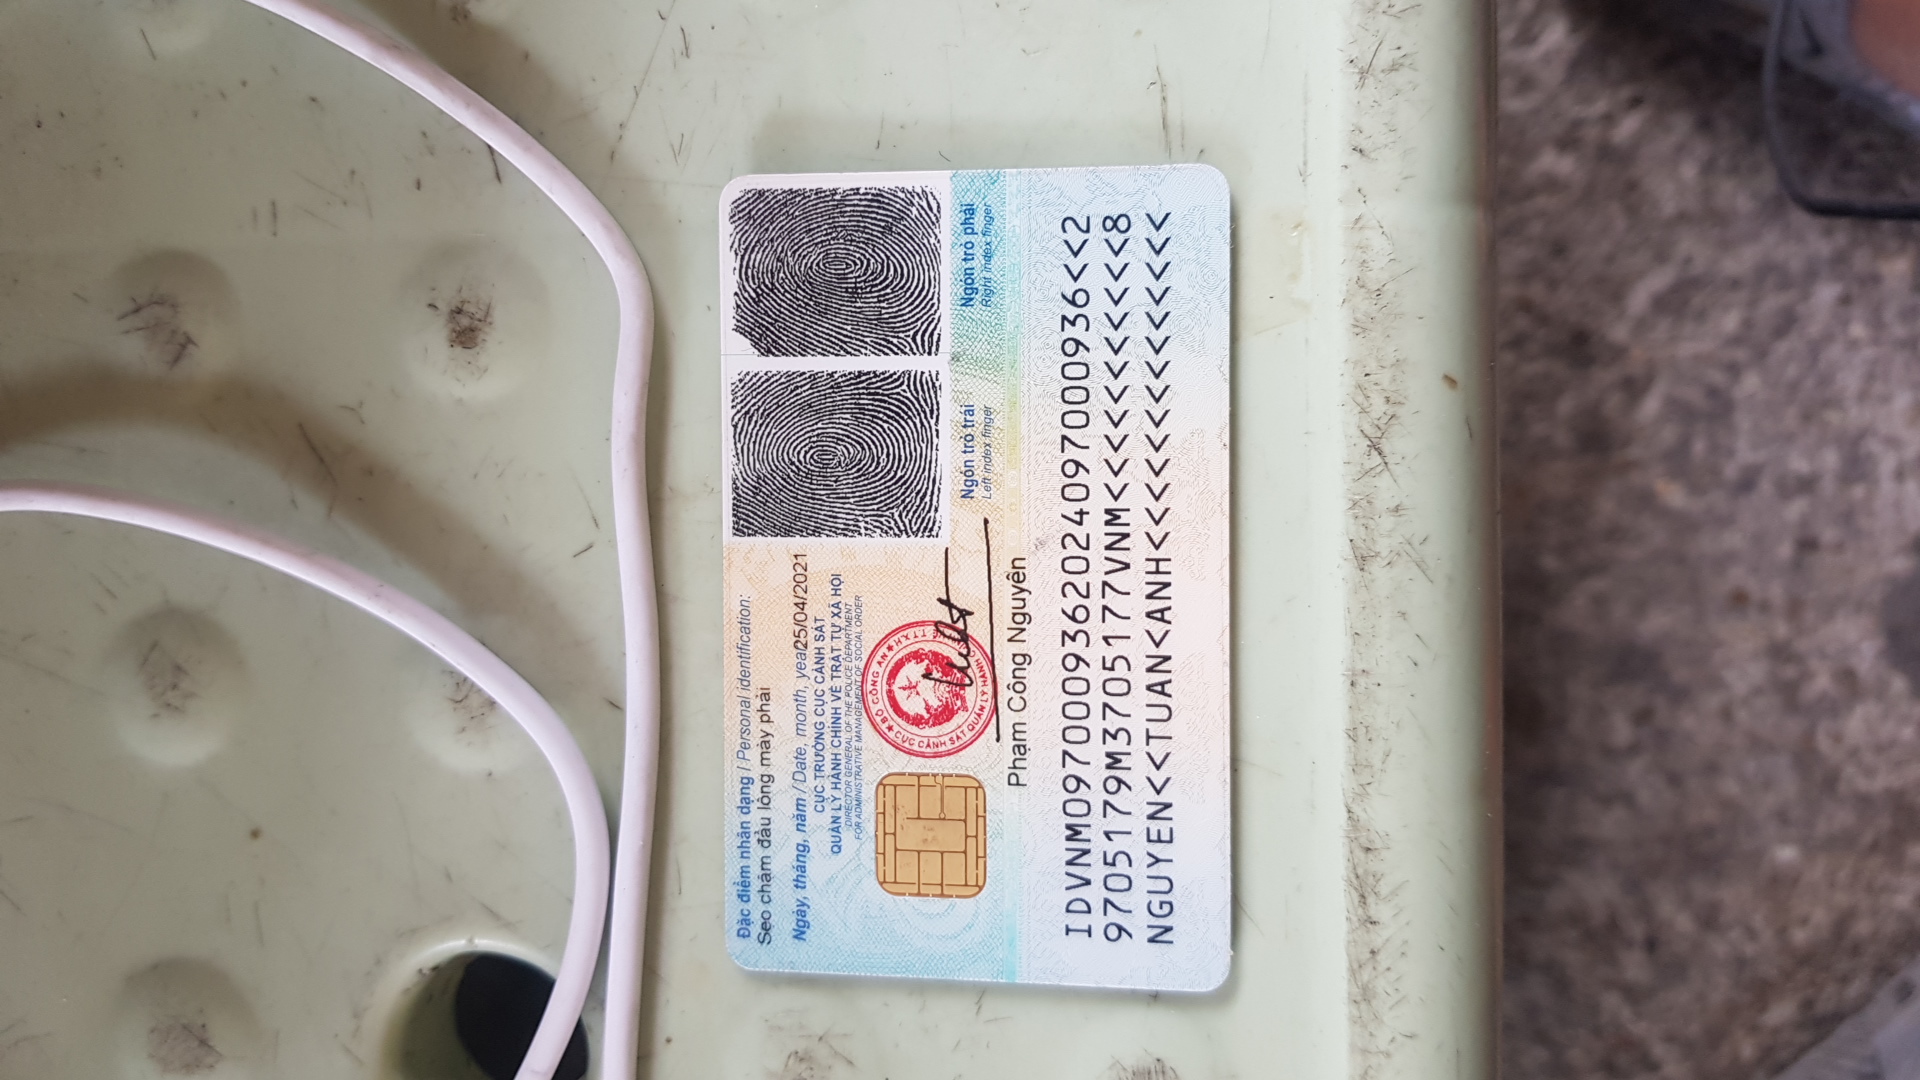 Đặc điểm nhân dạng / Personal identification:
Sẹo chấm đầu lông mày phải
Ngày, tháng, năm / Date, month, year 25/04/2021
CỤC TRƯỞNG CỤC CẢNH SÁT
QUẢN LÝ HÀNH CHÍNH VỀ TRẬT TỰ XÃ HỘI
DIRECTOR GENERAL OF THE POLICE DEPARTMENT
FOR ADMINISTRATIVE MANAGEMENT OF SOCIAL ORDER
BỘ CÔNG AN
CỤC CẢNH SÁT QUẢN LÝ HÀNH
Ngón trỏ trái
Left index finger
Ngón trỏ phải
Right index finger
Phạm Công Nguyên
IDVNM0970009362024097000936<<2
9705179M3705177VNM<<<<<<<<<<<8
NGUYEN<<TUAN<ANH<<<<<<<<<<<<<<